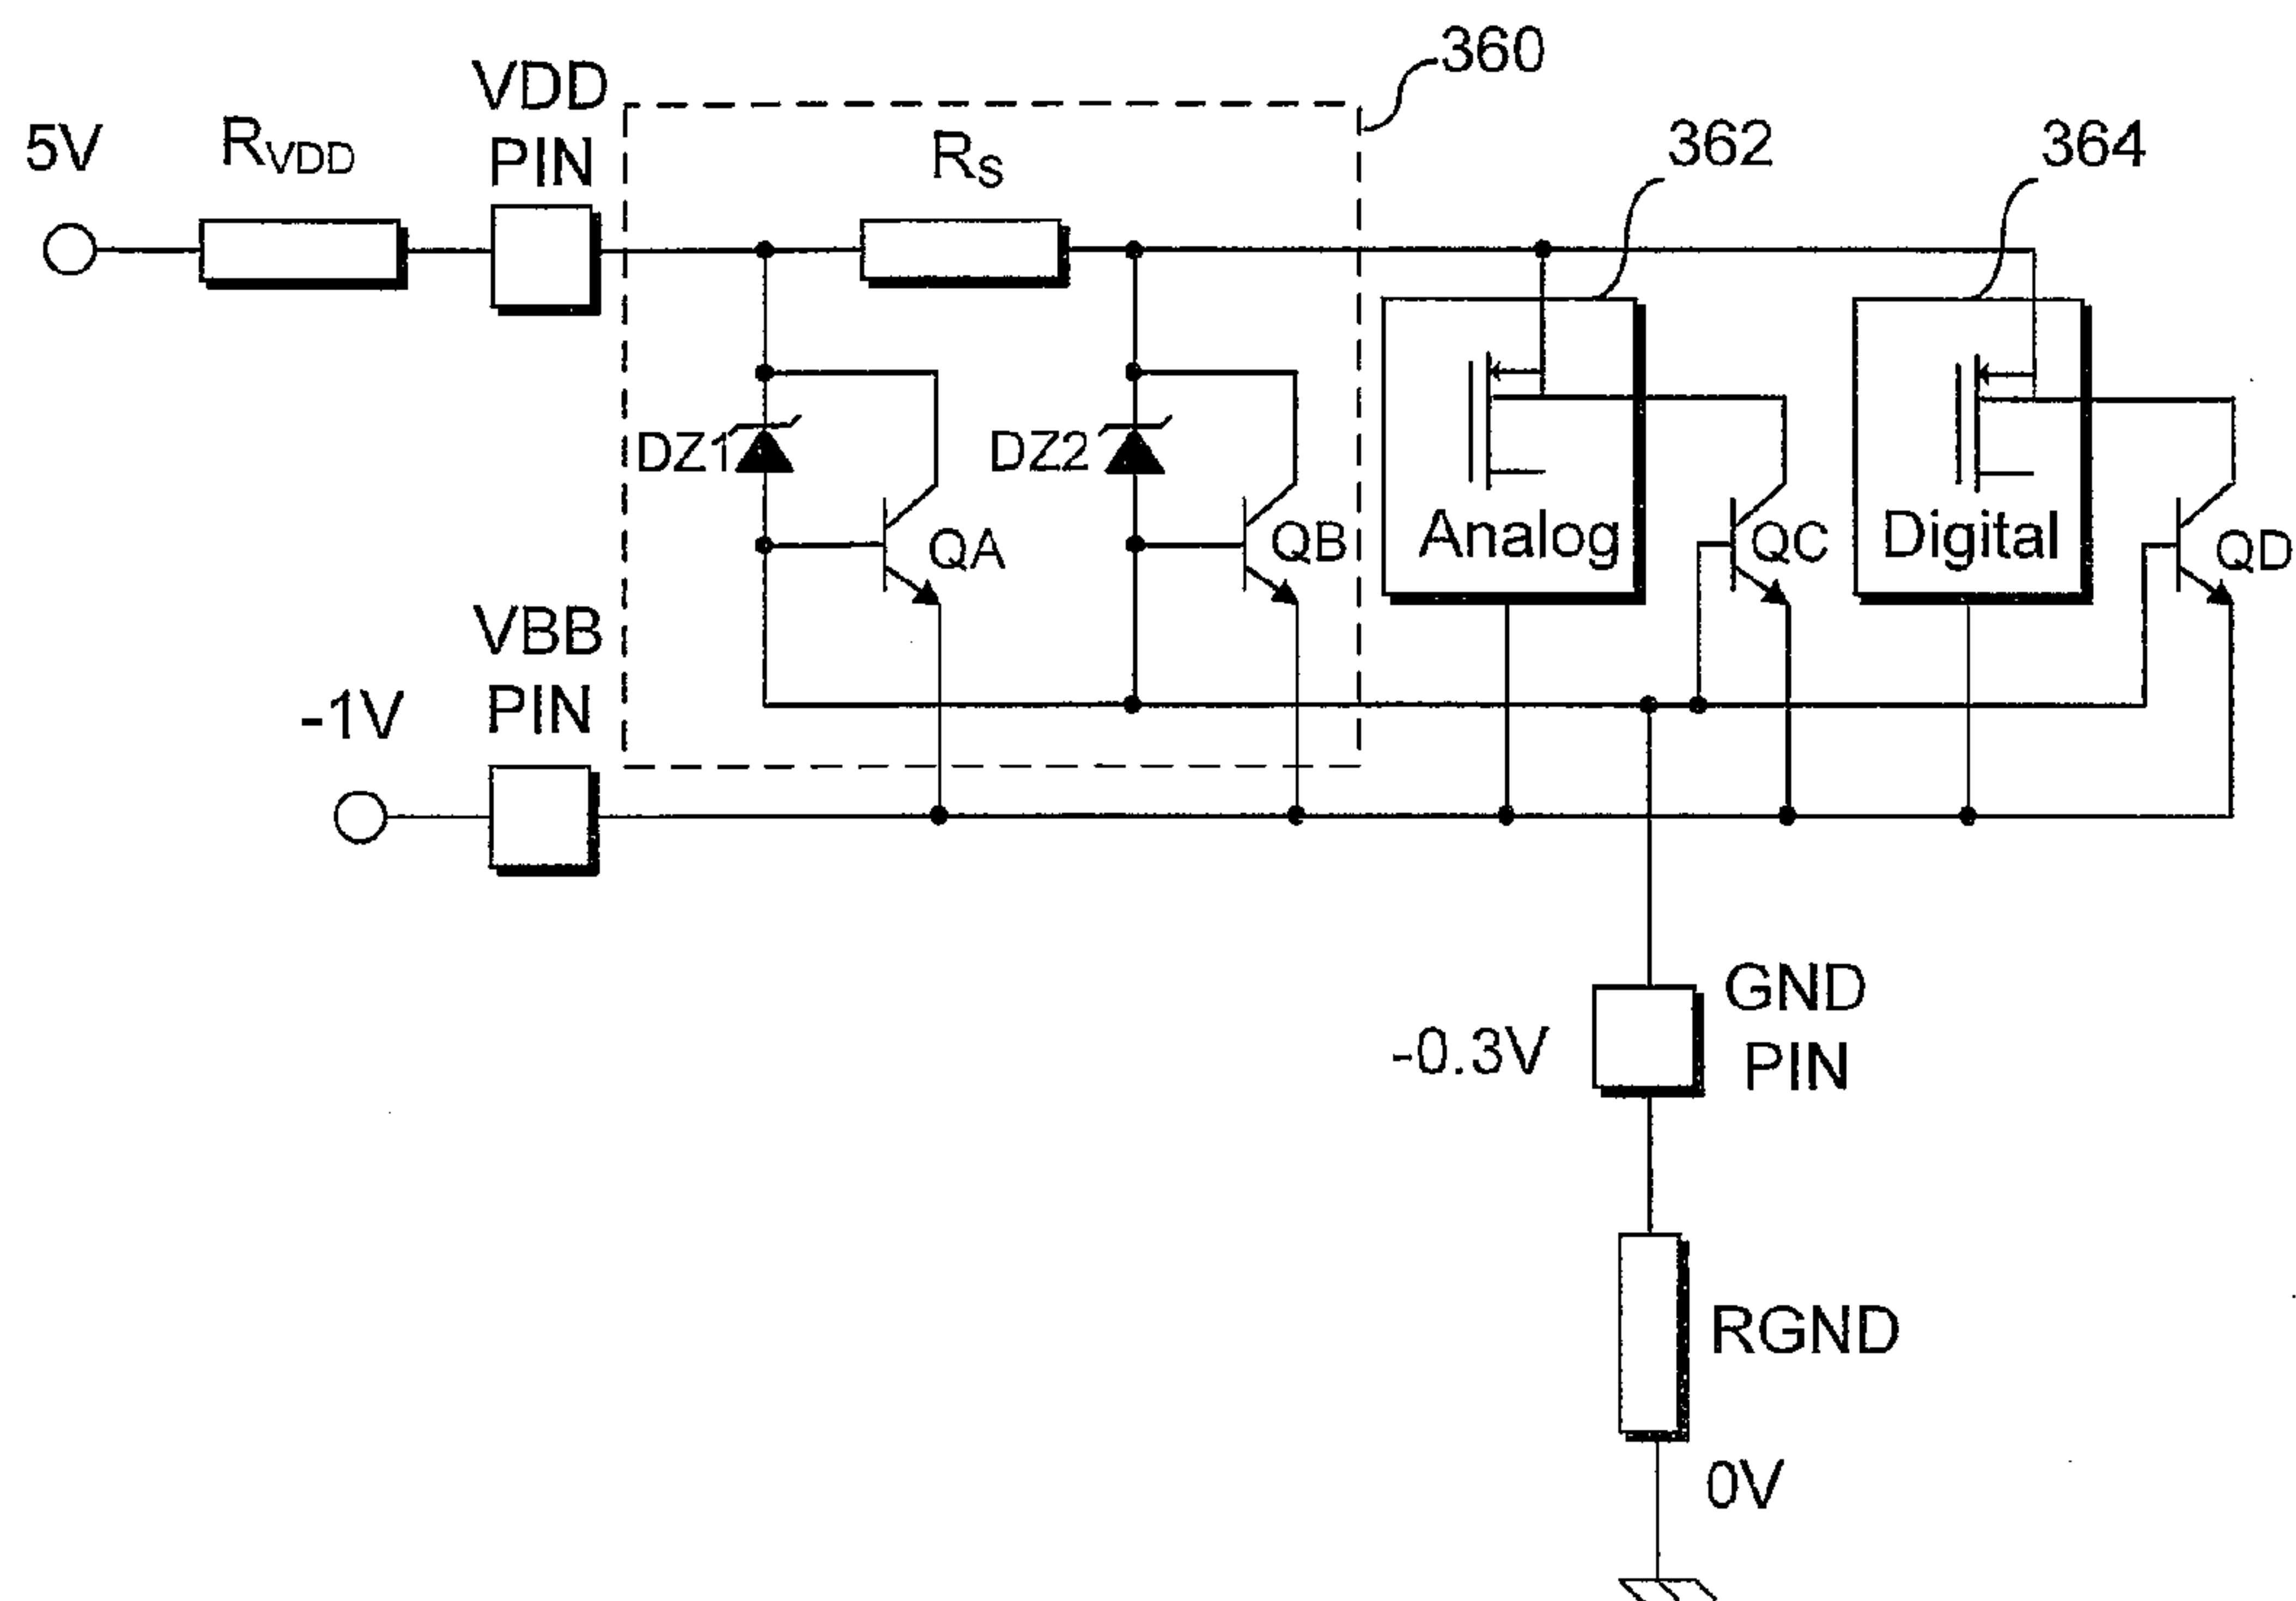 360
VDD
PIN
5V
RVDD
RS
362
364
DZ1
DZ2
QA
QB
Analog
QC
Digital
QD
VBB
PIN
-1V
GND
PIN
-0.3V
RGND
0V